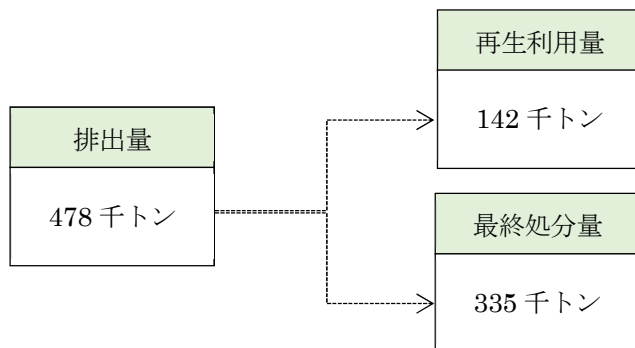 再生利用量
142 千トン
排出量
478 千トン
最終処分量
335 千トン